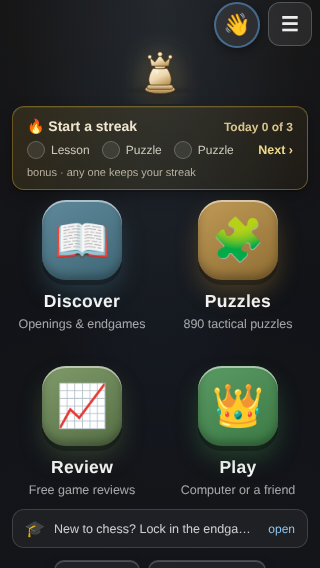 Start a streak Today 0 of 3
Lesson Puzzle Puzzle Next ›
bonus · any one keeps your streak
Discover Puzzles
Openings & endgames 890 tactical puzzles
Review Play
Free game reviews Computer or a friend
New to chess? Lock in the endga… open